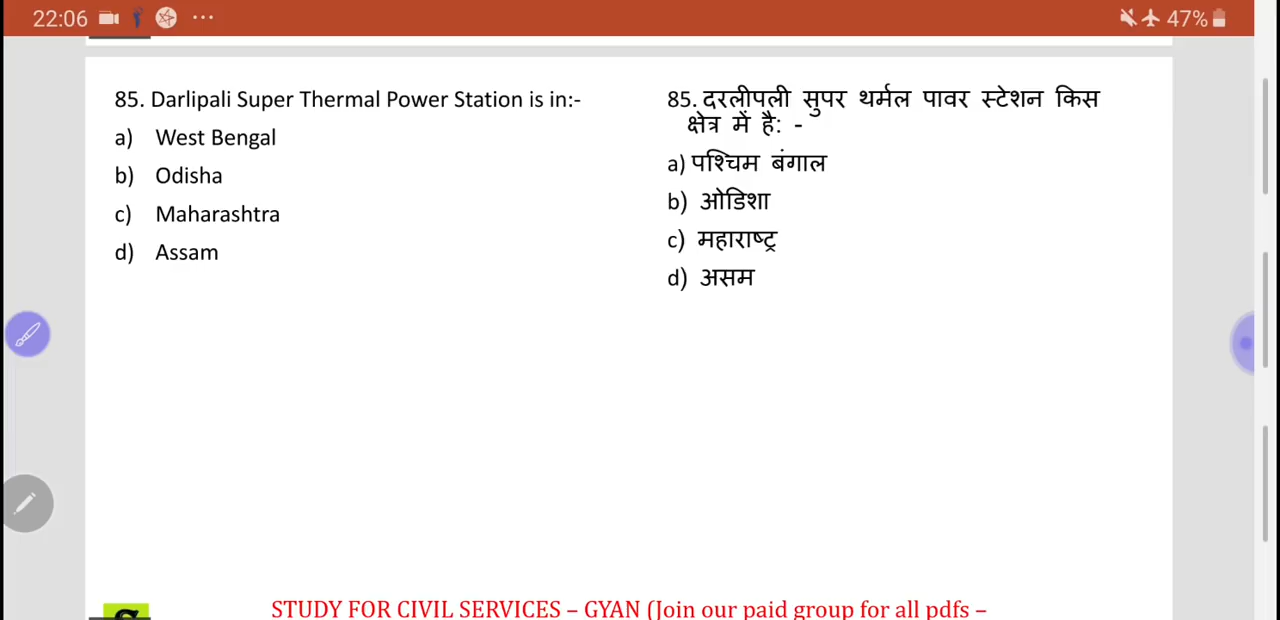 22:06
47%
85. Darlipali Super Thermal Power Station is in:-
a) West Bengal
b) Odisha
c) Maharashtra
d) Assam
85. दरलीपली सुपर थर्मल पावर स्टेशन किस
क्षेत्र में है: -
a) पश्चिम बंगाल
b) ओडिशा
c) महाराष्ट्र
d) असम
STUDY FOR CIVIL SERVICES – GYAN (Join our paid group for all pdfs –